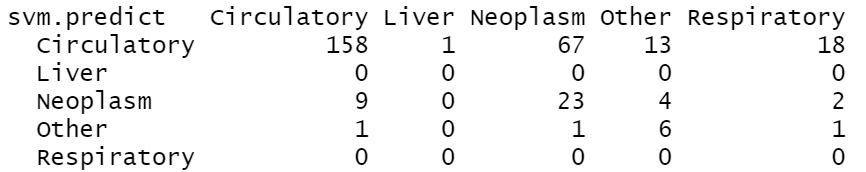 svm.predict   Circulatory Liver Neoplasm Other Respiratory
  Circulatory         158     1       67    13          18
  Liver                 0     0        0     0           0
  Neoplasm              9     0       23     4           2
  Other                 1     0        1     6           1
  Respiratory           0     0        0     0           0